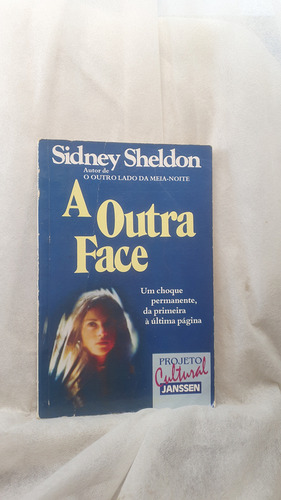 Sidney Sheldon
Autor de
O OUTRO LADO DA MEIA-NOITE
A
Outra
Face
Um choque
permanente,
da primeira
à última página
PROJETO
Cultural
JANSSEN